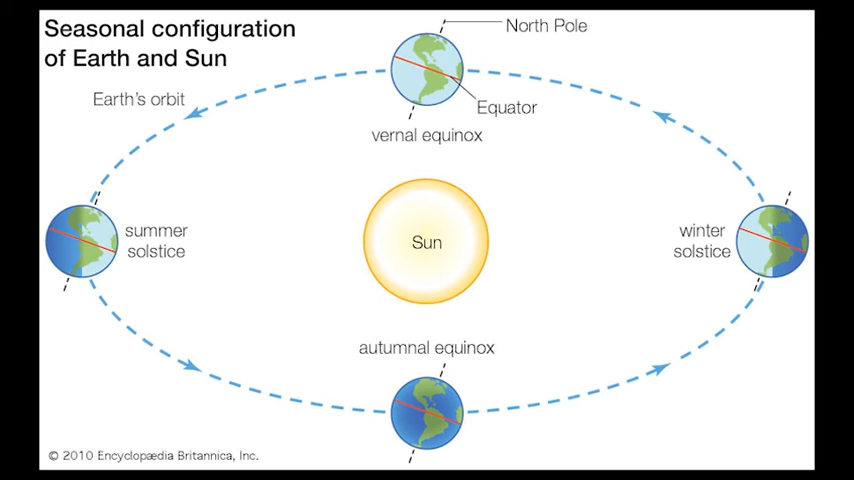 Seasonal configuration
of Earth and Sun
North Pole
Earth's orbit
Equator
vernal equinox
summer
solstice
Sun
winter
solstice
autumnal equinox
© 2010 Encyclopædia Britannica, Inc.